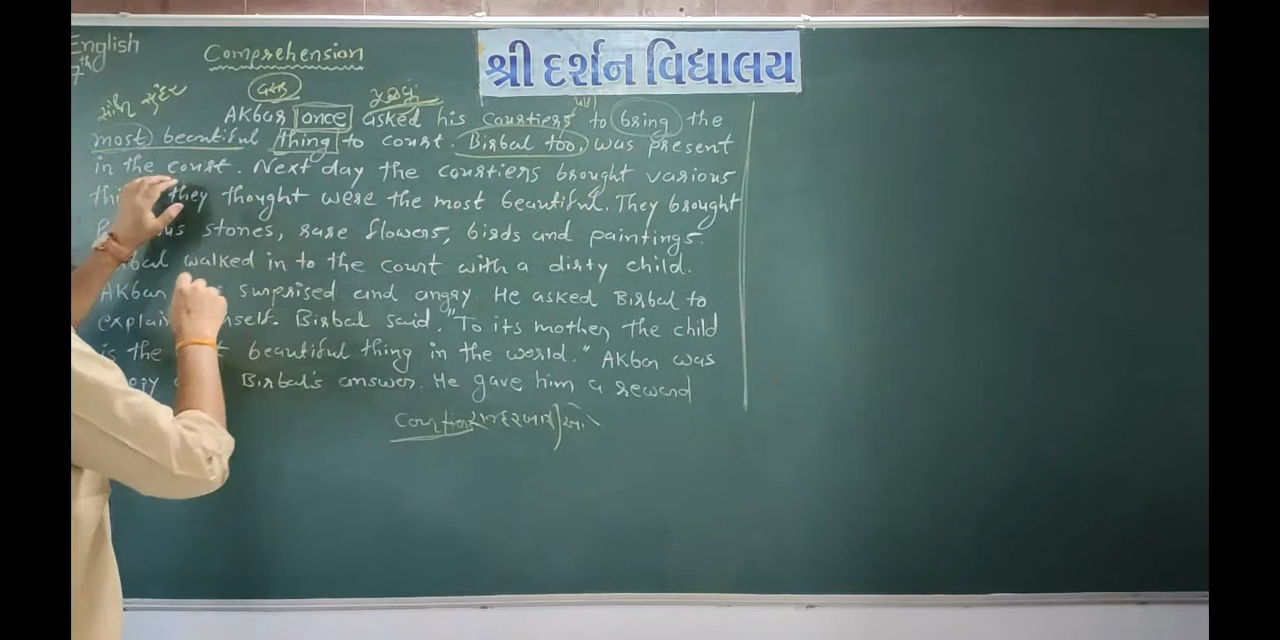 English
7th
Comprehension
શ્રી દર્શન વિદ્યાલય
Akbar once asked his courtiers to bring the
most beautiful thing to court. Birbal too, was present
in the court. Next day the courtiers brought various
they thought were the most beautiful. They brought
stones, rare flowers, birds and paintings.
walked in to the court with a dirty child.
Akbar surprised and angry. He asked Birbal to
explain Birbal said. "To its mother, the child
is the beautiful thing in the world." Akbar was
Birbal's answer. He gave him a reward